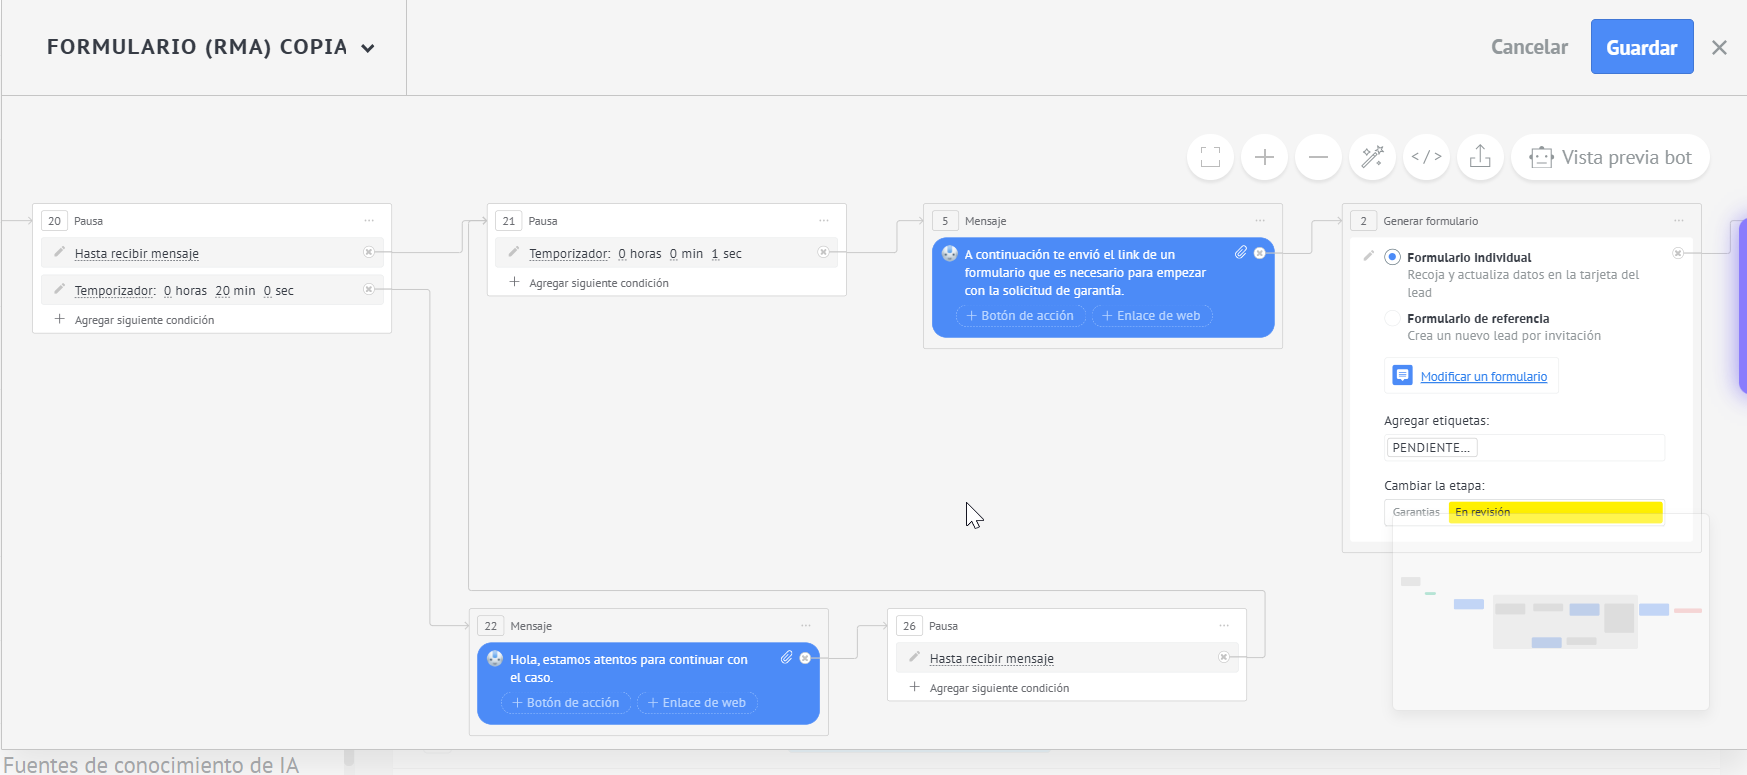 FORMULARIO (RMA) COPIA
Cancelar
Guardar
</>
Vista previa bot
20 Pausa
Hasta recibir mensaje
Temporizador: 0 horas 20 min 0 sec
Agregar siguiente condición
21 Pausa
Temporizador: 0 horas 0 min 1 sec
Agregar siguiente condición
5 Mensaje
A continuación te envió el link de un
formulario que es necesario para empezar
con la solicitud de garantía.
+ Botón de acción + Enlace de web
2 Generar formulario
Formulario individual
Recoja y actualiza datos en la tarjeta del
lead
Formulario de referencia
Crea un nuevo lead por invitación
Modificar un formulario
Agregar etiquetas:
PENDIENTE...
Cambiar la etapa:
Garantías En revisión
22 Mensaje
Hola, estamos atentos para continuar con
el caso.
+ Botón de acción + Enlace de web
26 Pausa
Hasta recibir mensaje
Agregar siguiente condición
Fuentes de conocimiento de IA